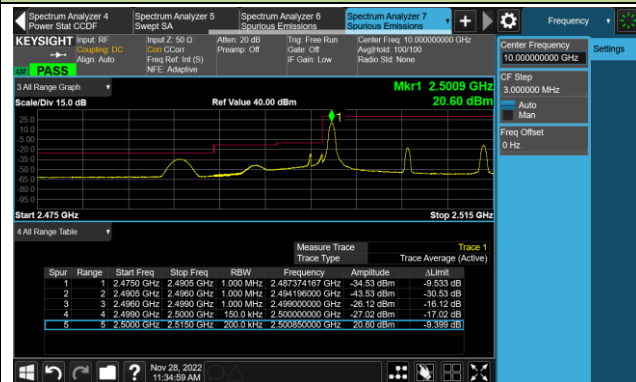 Spectrum Analyzer 4
Power Stat CCDF
Spectrum Analyzer 5
Swept SA
Spectrum Analyzer 6
Spurious Emissions
Spectrum Analyzer 7
Spurious Emissions
Frequency
KEYSIGHT
Input: RF
Coupling: DC
Align: Auto
Input Z: 50 Ω
Corr CCorr
Freq Ref: Int (S)
NFE: Adaptive
Atten: 20 dB
Preamp: Off
Trig: Free Run
Gate: Off
IF Gain: Low
Center Freq: 10.000000000 GHz
Avg|Hold: 100/100
Radio Std: None
PASS
Center Frequency
10.000000000 GHz
Settings
CF Step
3.000000 MHz
Auto
Man
Freq Offset
0 Hz
3 All Range Graph
Mkr1 2.5009 GHz
Scale/Div 15.0 dB
Ref Value 40.00 dBm
20.60 dBm
1
25.0
10.0
-5.00
-20.0
-35.0
-50.0
-65.0
-80.0
-95.0
Start 2.475 GHz
Stop 2.515 GHz
4 All Range Table
Measure Trace Trace 1
Trace Type Trace Average (Active)
Spur Range Start Freq Stop Freq RBW Frequency Amplitude ΔLimit
1 1 2.4750 GHz 2.4905 GHz 1.000 MHz 2.487374167 GHz -34.53 dBm -9.533 dB
2 2 2.4905 GHz 2.4960 GHz 1.000 MHz 2.494196000 GHz -43.53 dBm -30.53 dB
3 3 2.4960 GHz 2.4990 GHz 1.000 MHz 2.499000000 GHz -26.12 dBm -16.12 dB
4 4 2.4990 GHz 2.5000 GHz 150.0 kHz 2.500000000 GHz -27.02 dBm -17.02 dB
5 5 2.5000 GHz 2.5150 GHz 200.0 kHz 2.500850000 GHz 20.60 dBm -9.399 dB
Nov 28, 2022
11:34:59 AM